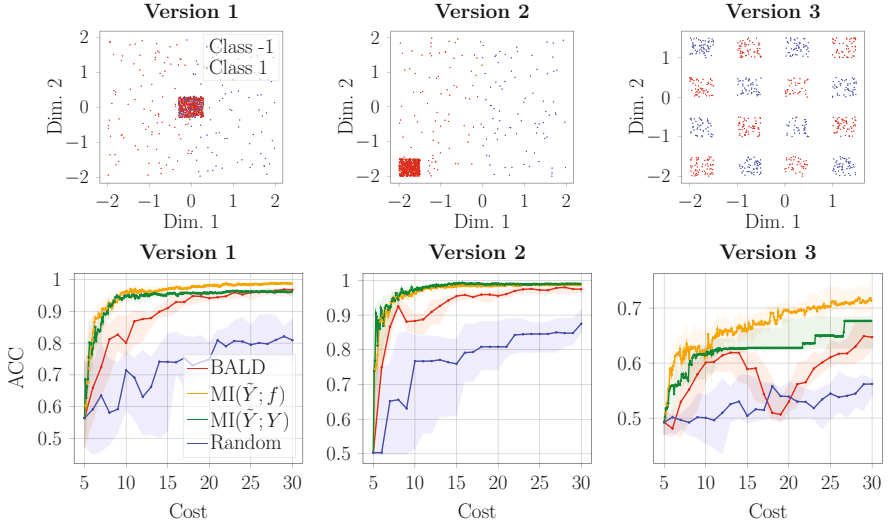 Version 1
Version 2
Version 3
2
1
0
−1
−2
Dim. 2
−2
−1
0
1
2
Dim. 1
Class -1
Class 1
2
1
0
−1
−2
Dim. 2
−2
−1
0
1
2
Dim. 1
1
0
−1
−2
Dim. 2
−2
−1
0
1
Dim. 1
Version 1
Version 2
Version 3
1
0.9
0.8
0.7
0.6
0.5
ACC
5
10
15
20
25
30
Cost
BALD
MI(Ỹ; f)
MI(Ỹ; Y)
Random
1
0.9
0.8
0.7
0.6
0.5
5
10
15
20
25
30
Cost
0.7
0.6
0.5
5
10
15
20
25
30
Cost